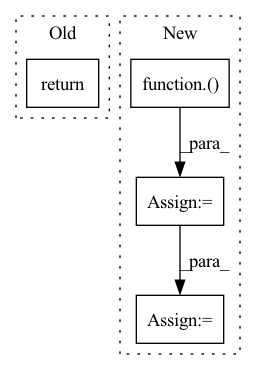 Old
New
return
function.()
_para_
Assign:=
_para_
Assign:=